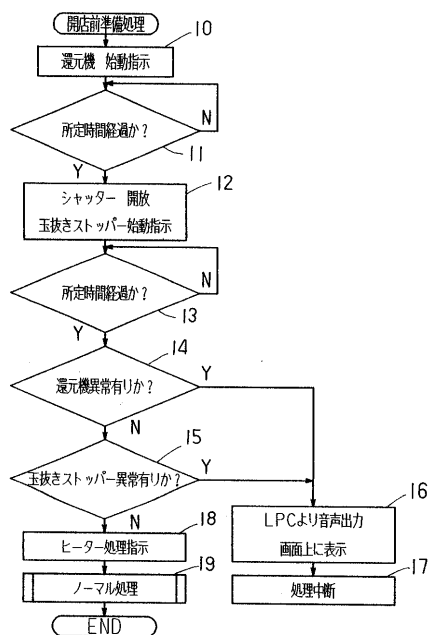 開店前準備処理
10
還元機 始動指示
N
所定時間経過か？
11
Y
12
シャッター 開放
玉抜きストッパー始動指示
N
所定時間経過か？
13
Y
14
還元機異常有りか？
Y
N
15
玉抜きストッパー異常有りか？
Y
16
N
18
LPCより音声出力
画面上に表示
ヒーター処理指示
19
17
ノーマル処理
処理中断
END